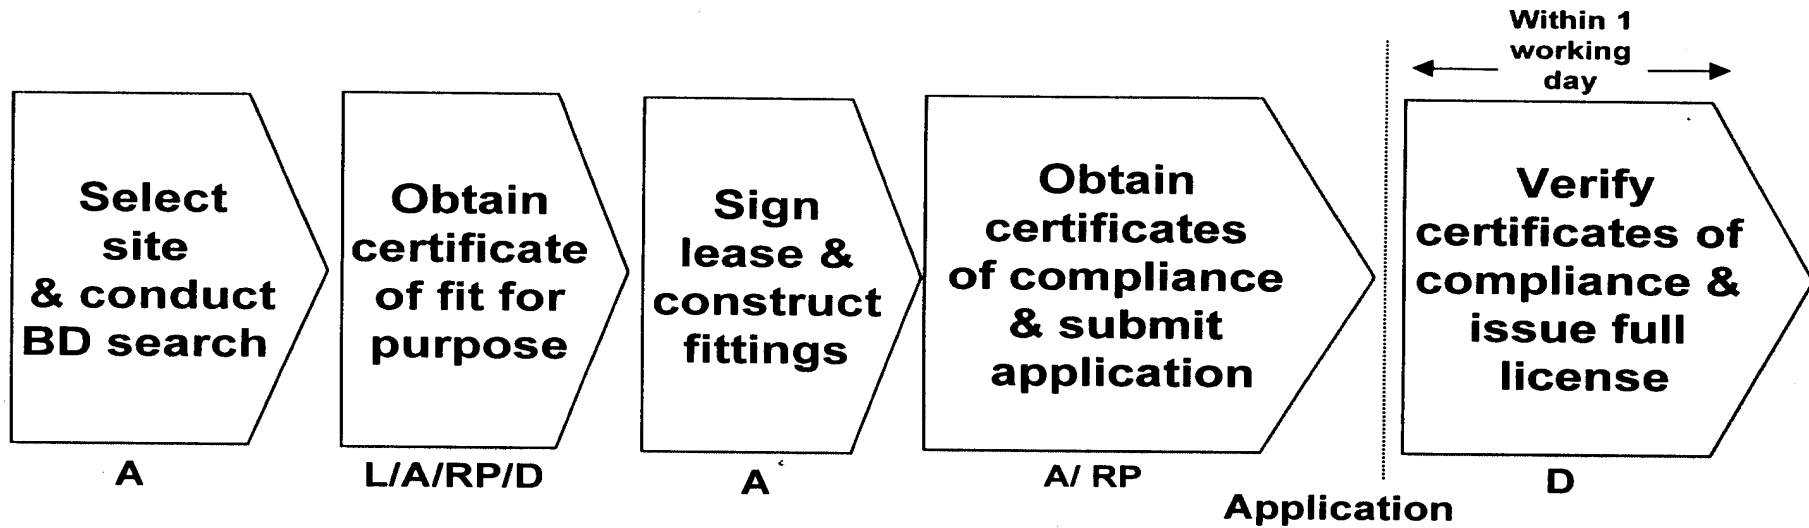 Within 1
working
day
Select
site
& conduct
BD search
Obtain
certificate
of fit for
purpose
Sign
lease &
construct
fittings
Obtain
certificates
of compliance
& submit
application
Verify
certificates of
compliance &
issue full
license
A
L/A/RP/D
A
A/ RP
D
Application